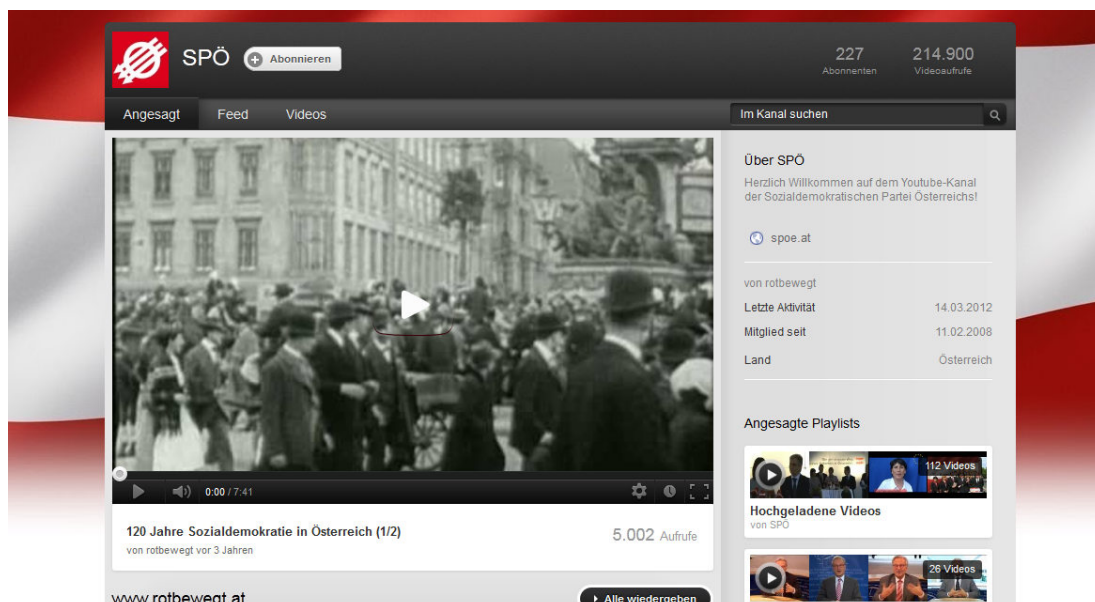 SPÖ
Abonnieren
227
Abonnenten
214.900
Videoaufrufe
Angesagt
Feed
Videos
Im Kanal suchen
0:00 / 7:41
120 Jahre Sozialdemokratie in Österreich (1/2)
von rotbewegt vor 3 Jahren
5.002 Aufrufe
www.rotbewegt.at
Alle wiedergeben
Über SPÖ
Herzlich Willkommen auf dem Youtube-Kanal
der Sozialdemokratischen Partei Österreichs!
spoe.at
von rotbewegt
Letzte Aktivität 14.03.2012
Mitglied seit 11.02.2008
Land Österreich
Angesagte Playlists
112 Videos
Hochgeladene Videos
von SPÖ
26 Videos